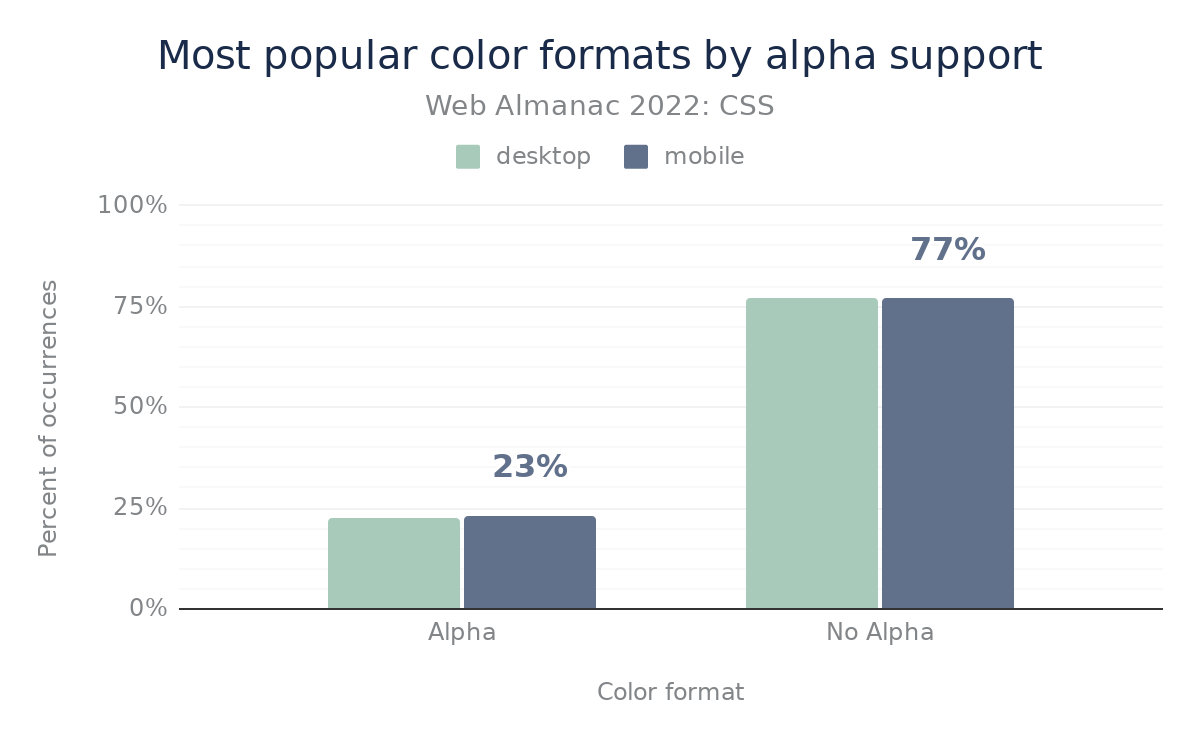 Most popular color formats by alpha support
Web Almanac 2022: CSS
desktop mobile
100%
75%
50%
25%
0%
Percent of occurrences
77%
23%
Alpha No Alpha
Color format